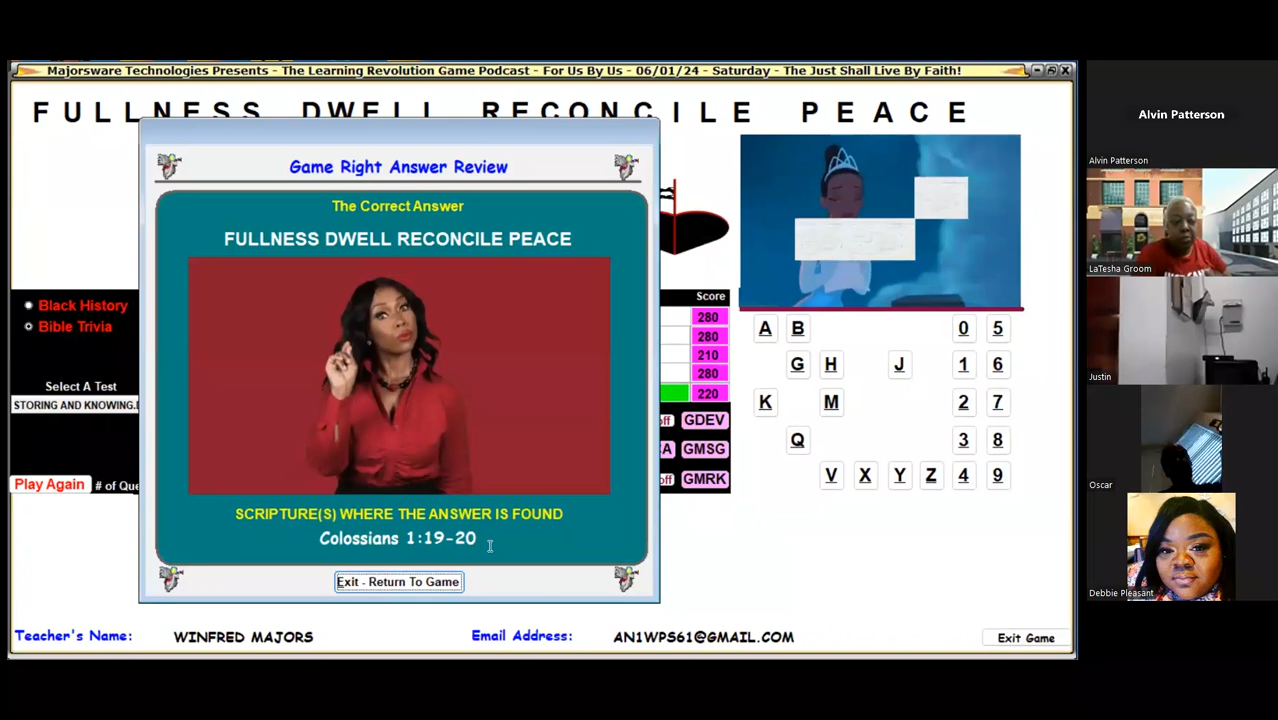 Majorsware Technologies Presents - The Learning Revolution Game Podcast - For Us By Us - 06/01/24 - Saturday - The Just Shall Live By Faith!
FULLNESS DWELL RECONCILE PEACE
Game Right Answer Review
The Correct Answer
FULLNESS DWELL RECONCILE PEACE
SCRIPTURE(S) WHERE THE ANSWER IS FOUND
Colossians 1:19-20
Exit - Return To Game
Black History
Bible Trivia
Select A Test
STORING AND KNOWING.
Play Again # of Que
Score
280
280
210
280
220
off GDEV
CA GMSG
off GMRK
A B 0 5
G H J 1 6
K M 2 7
Q 3 8
V X Y Z 4 9
Teacher's Name: WINFRED MAJORS Email Address: AN1WPS61@GMAIL.COM
Exit Game
Alvin Patterson
Alvin Patterson
LaTesha Groom
Justin
Oscar
Debbie Pleasant